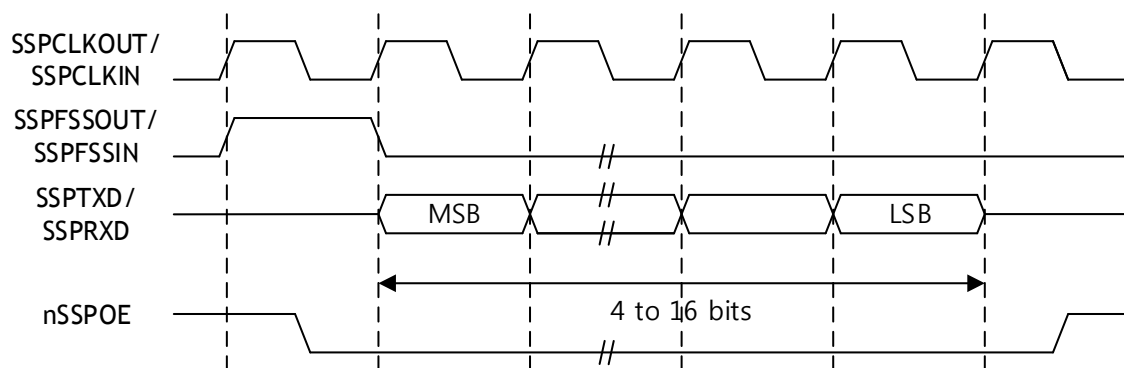 SSPCLKOUT/
SSPCLKIN
SSPFSSOUT/
SSPFSSIN
SSPTXD/
SSPRXD
MSB
LSB
4 to 16 bits
nSSPOE